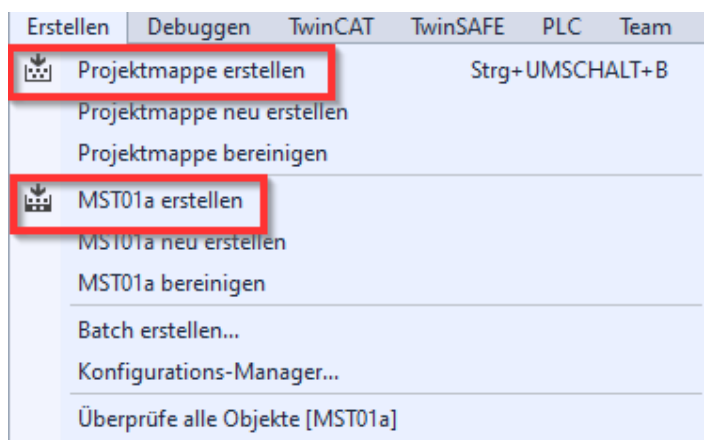 Erstellen Debuggen TwinCAT TwinSAFE PLC Team
Projektmappe erstellen Strg+UMSCHALT+B
Projektmappe neu erstellen
Projektmappe bereinigen
MST01a erstellen
MST01a neu erstellen
MST01a bereinigen
Batch erstellen...
Konfigurations-Manager...
Überprüfe alle Objekte [MST01a]